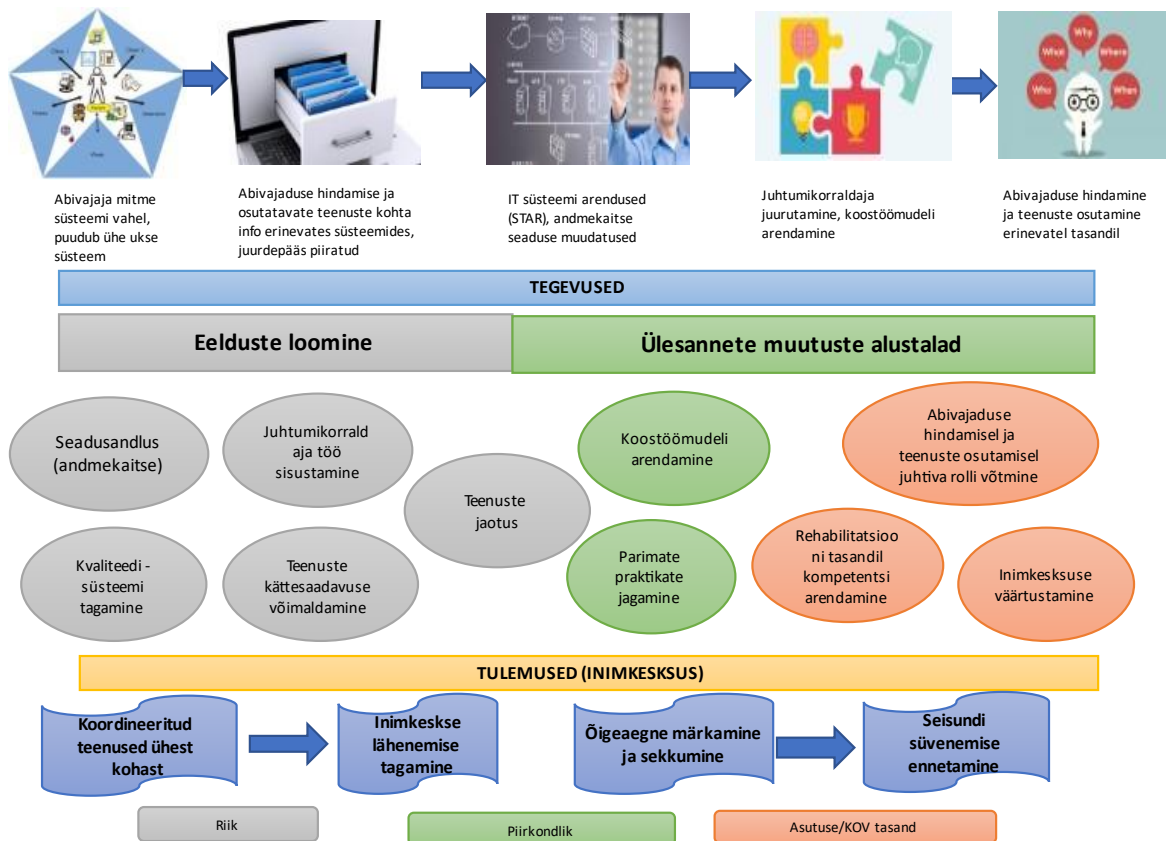 Abivajaja mitme
süsteemi vahel,
puudub ühe ukse
süsteem
Abivajaduse hindamise ja
osutatavate teenuste kohta
info erinevates süsteemides,
juurdepääs piiratud
IT süsteemi arendused
(STAR), andmekaitse
seaduse muudatused
Juhtumikorraldaja
juurutamine, koostöömudeli
arendamine
What
Why
Where
Who
When
Abivajaduse hindamine
ja teenuste osutamine
erinevatel tasandil
TEGEVUSED
Eelduste loomine
Ülesannete muutuste alustalad
Seadusandlus
(andmekaitse)
Juhtumikorrald
aja töö
sisustamine
Teenuste
jaotus
Kvaliteedi -
süsteemi
tagamine
Teenuste
kättesaadavuse
võimaldamine
Koostöömudeli
arendamine
Parimate
praktikate
jagamine
Abivajaduse
hindamisel ja
teenuste osutamisel
juhtiva rolli võtmine
Rehabilitatsioo
ni tasandil
kompetentsi
arendamine
Inimkesksuse
väärtustamine
TULEMUSED (INIMKESKSUS)
Koordineeritud
teenused ühest
kohast
Inimkeskse
lähenemise
tagamine
Õigeaegne märkamine
ja sekkumine
Seisundi
süvenemise
ennetamine
Riik
Piirkondlik
Asutuse/KOV tasand